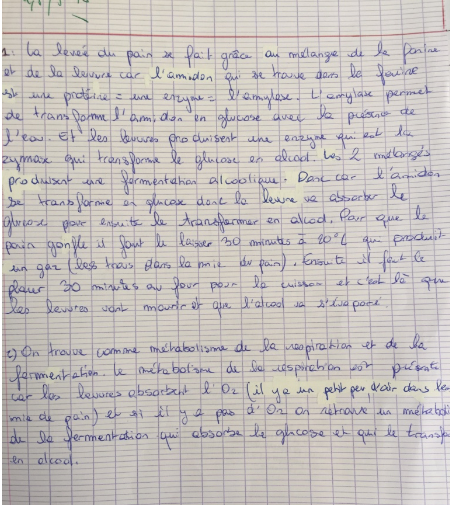 1. La levée du pain se fait grâce au mélange de la farine
et de la levure car l'amidon qui se trouve dans la farine
est une protéine = une enzyme = l'amylase. L'amylase permet
de transforme l'amidon en glucose avec la présence de
l'eau. Et les levures produisent une enzyme qui est la
zymase qui transforme le glucose en alcool. Les 2 mélangés
produisent une fermentation alcoolique. Donc car l'amidon
se transforme en glucose donc la levure va absorber le
glucose pour ensuite le transformer en alcool. Pour que le
pain gonfle il faut le laisser 30 minutes à 20°C qui produit
un gaz (les trous dans la mie du pain). Ensuite il faut le
placer 30 minutes au four pour la cuisson et c'est là que
les levures vont mourir et que l'alcool va s'évaporé.
2) On trouve comme métabolisme de la respiration et de la
fermentation. Le métabolisme de la respiration est présente
car les levures absorbent l'O2 (il y a un petit peu d'air dans la
mie de pain) et si il y a pas d'O2 on retrouve un métaboli
de la fermentation qui absorbe le glucose et qui le transfo
en alcool.